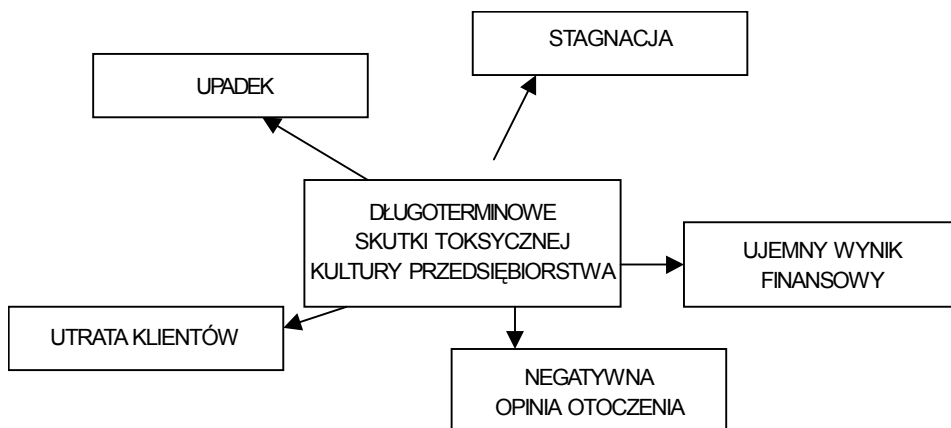 STAGNACJA
UPADEK
DŁUGOTERMINOWE
SKUTKI TOKSYCZNEJ
KULTURY PRZEDSIĘBIORSTWA
UJEMNY WYNIK
FINANSOWY
UTRATA KLIENTÓW
NEGATYWNA
OPINIA OTOCZENIA